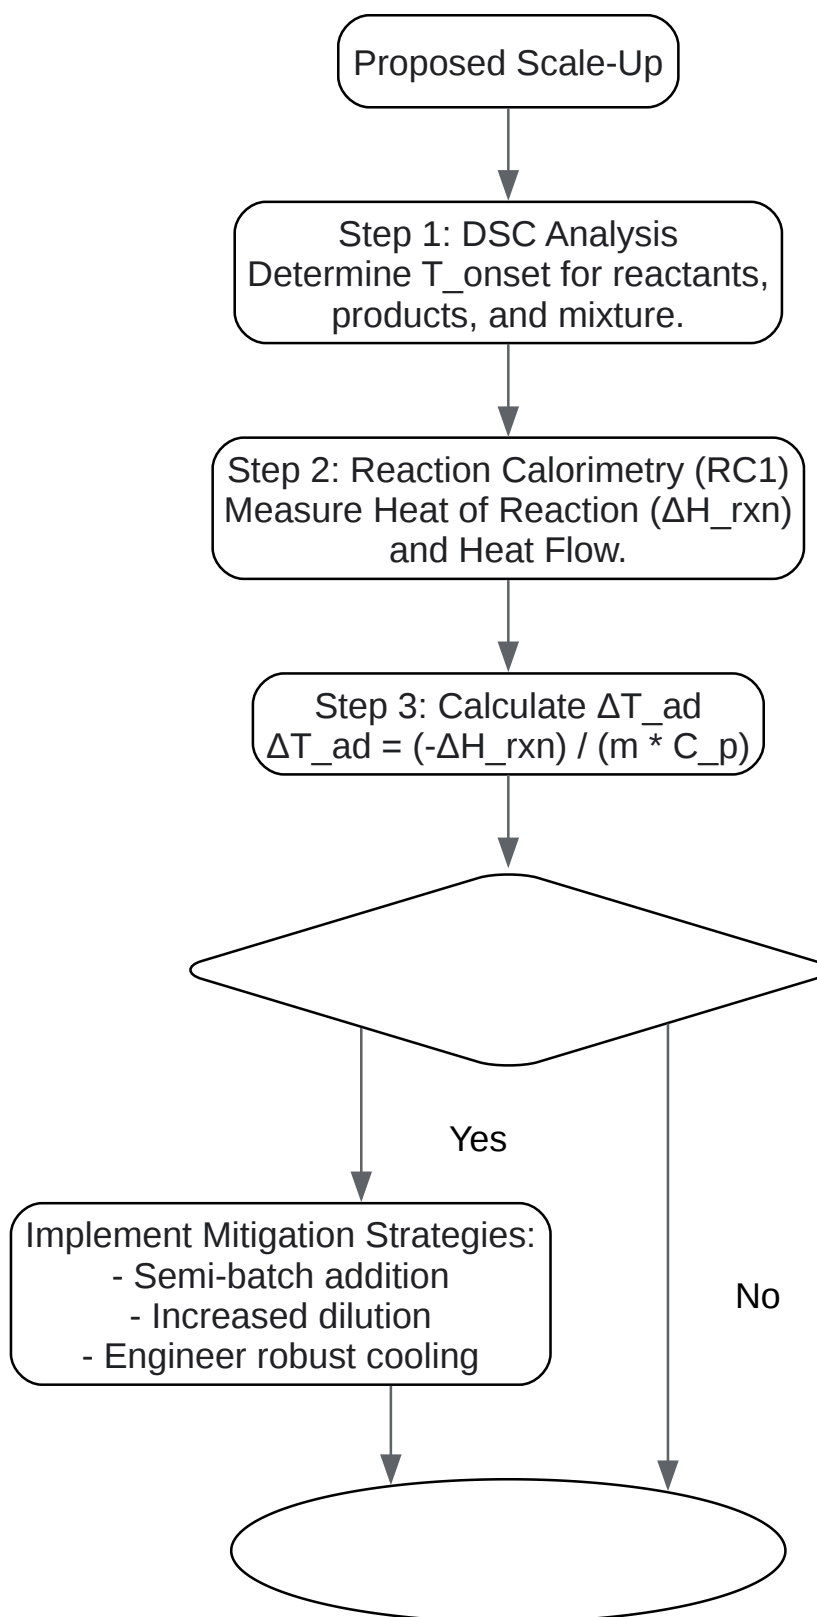 Proposed Scale-Up
Step 1: DSC Analysis
Determine T_onset for reactants,
products, and mixture.
Step 2: Reaction Calorimetry (RC1)
Measure Heat of Reaction (ΔH_rxn)
and Heat Flow.
Step 3: Calculate ΔT_ad
ΔT_ad = (-ΔH_rxn) / (m * C_p)
Yes
Implement Mitigation Strategies:
- Semi-batch addition
- Increased dilution
- Engineer robust cooling
No